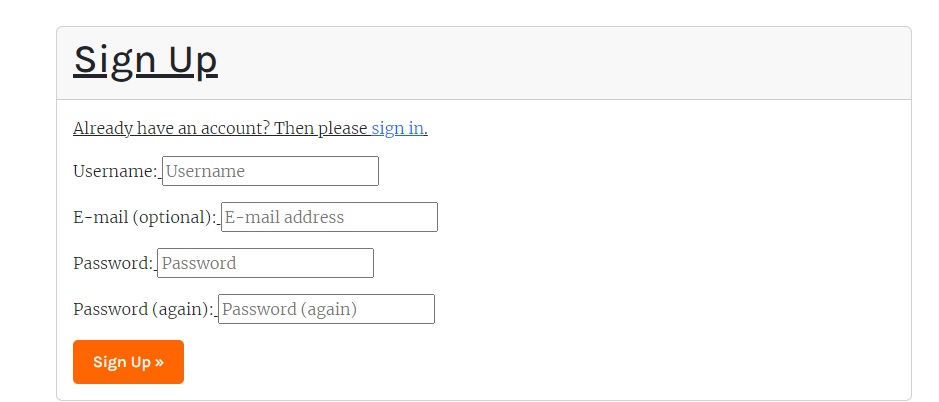 Sign Up
Already have an account? Then please sign in.
Username: Username
E-mail (optional): E-mail address
Password: Password
Password (again): Password (again)
Sign Up »